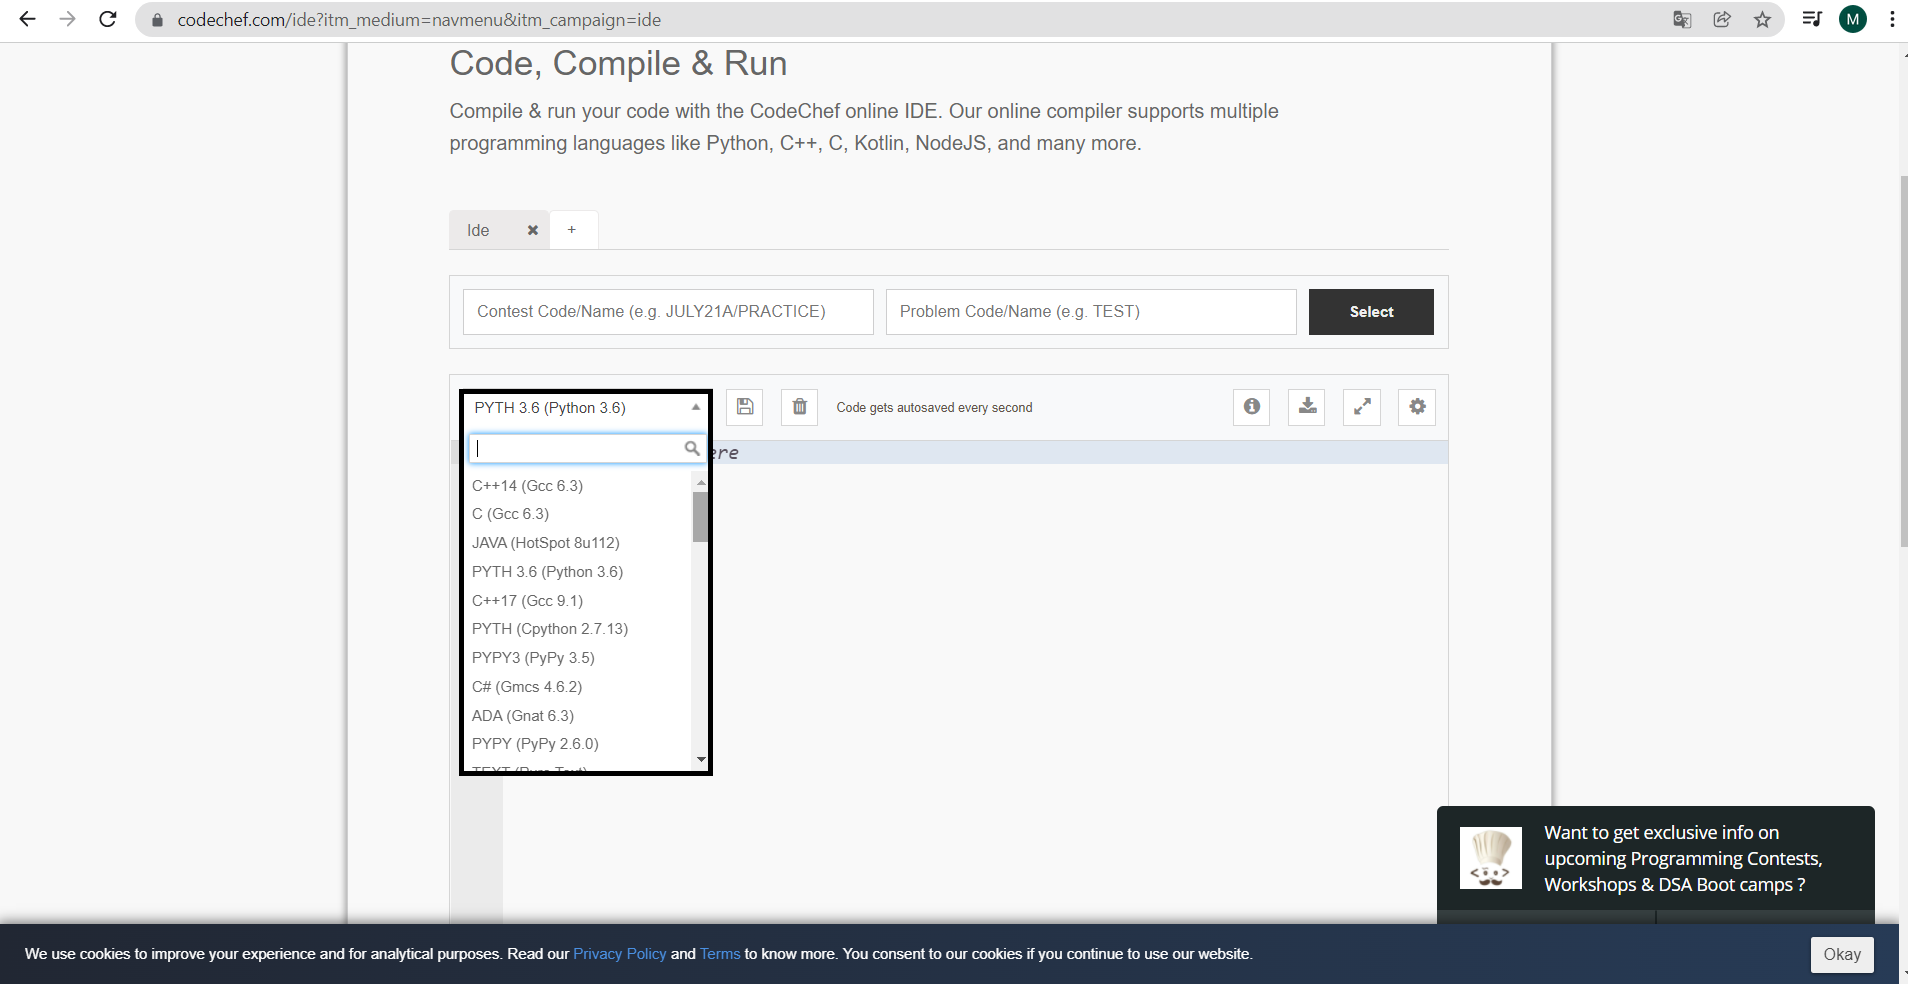 codechef.com/ide?itm_medium=navmenu&itm_campaign=ide
M
Code, Compile & Run
Compile & run your code with the CodeChef online IDE. Our online compiler supports multiple
programming languages like Python, C++, C, Kotlin, NodeJS, and many more.
Ide
+
Contest Code/Name (e.g. JULY21A/PRACTICE)
Problem Code/Name (e.g. TEST)
Select
PYTH 3.6 (Python 3.6)
Code gets autosaved every second
ere
C++14 (Gcc 6.3)
C (Gcc 6.3)
JAVA (HotSpot 8u112)
PYTH 3.6 (Python 3.6)
C++17 (Gcc 9.1)
PYTH (Cpython 2.7.13)
PYPY3 (PyPy 3.5)
C# (Gmcs 4.6.2)
ADA (Gnat 6.3)
PYPY (PyPy 2.6.0)
TEXT (Pure Text)
Want to get exclusive info on
upcoming Programming Contests,
Workshops & DSA Boot camps ?
We use cookies to improve your experience and for analytical purposes. Read our Privacy Policy and Terms to know more. You consent to our cookies if you continue to use our website.
Okay